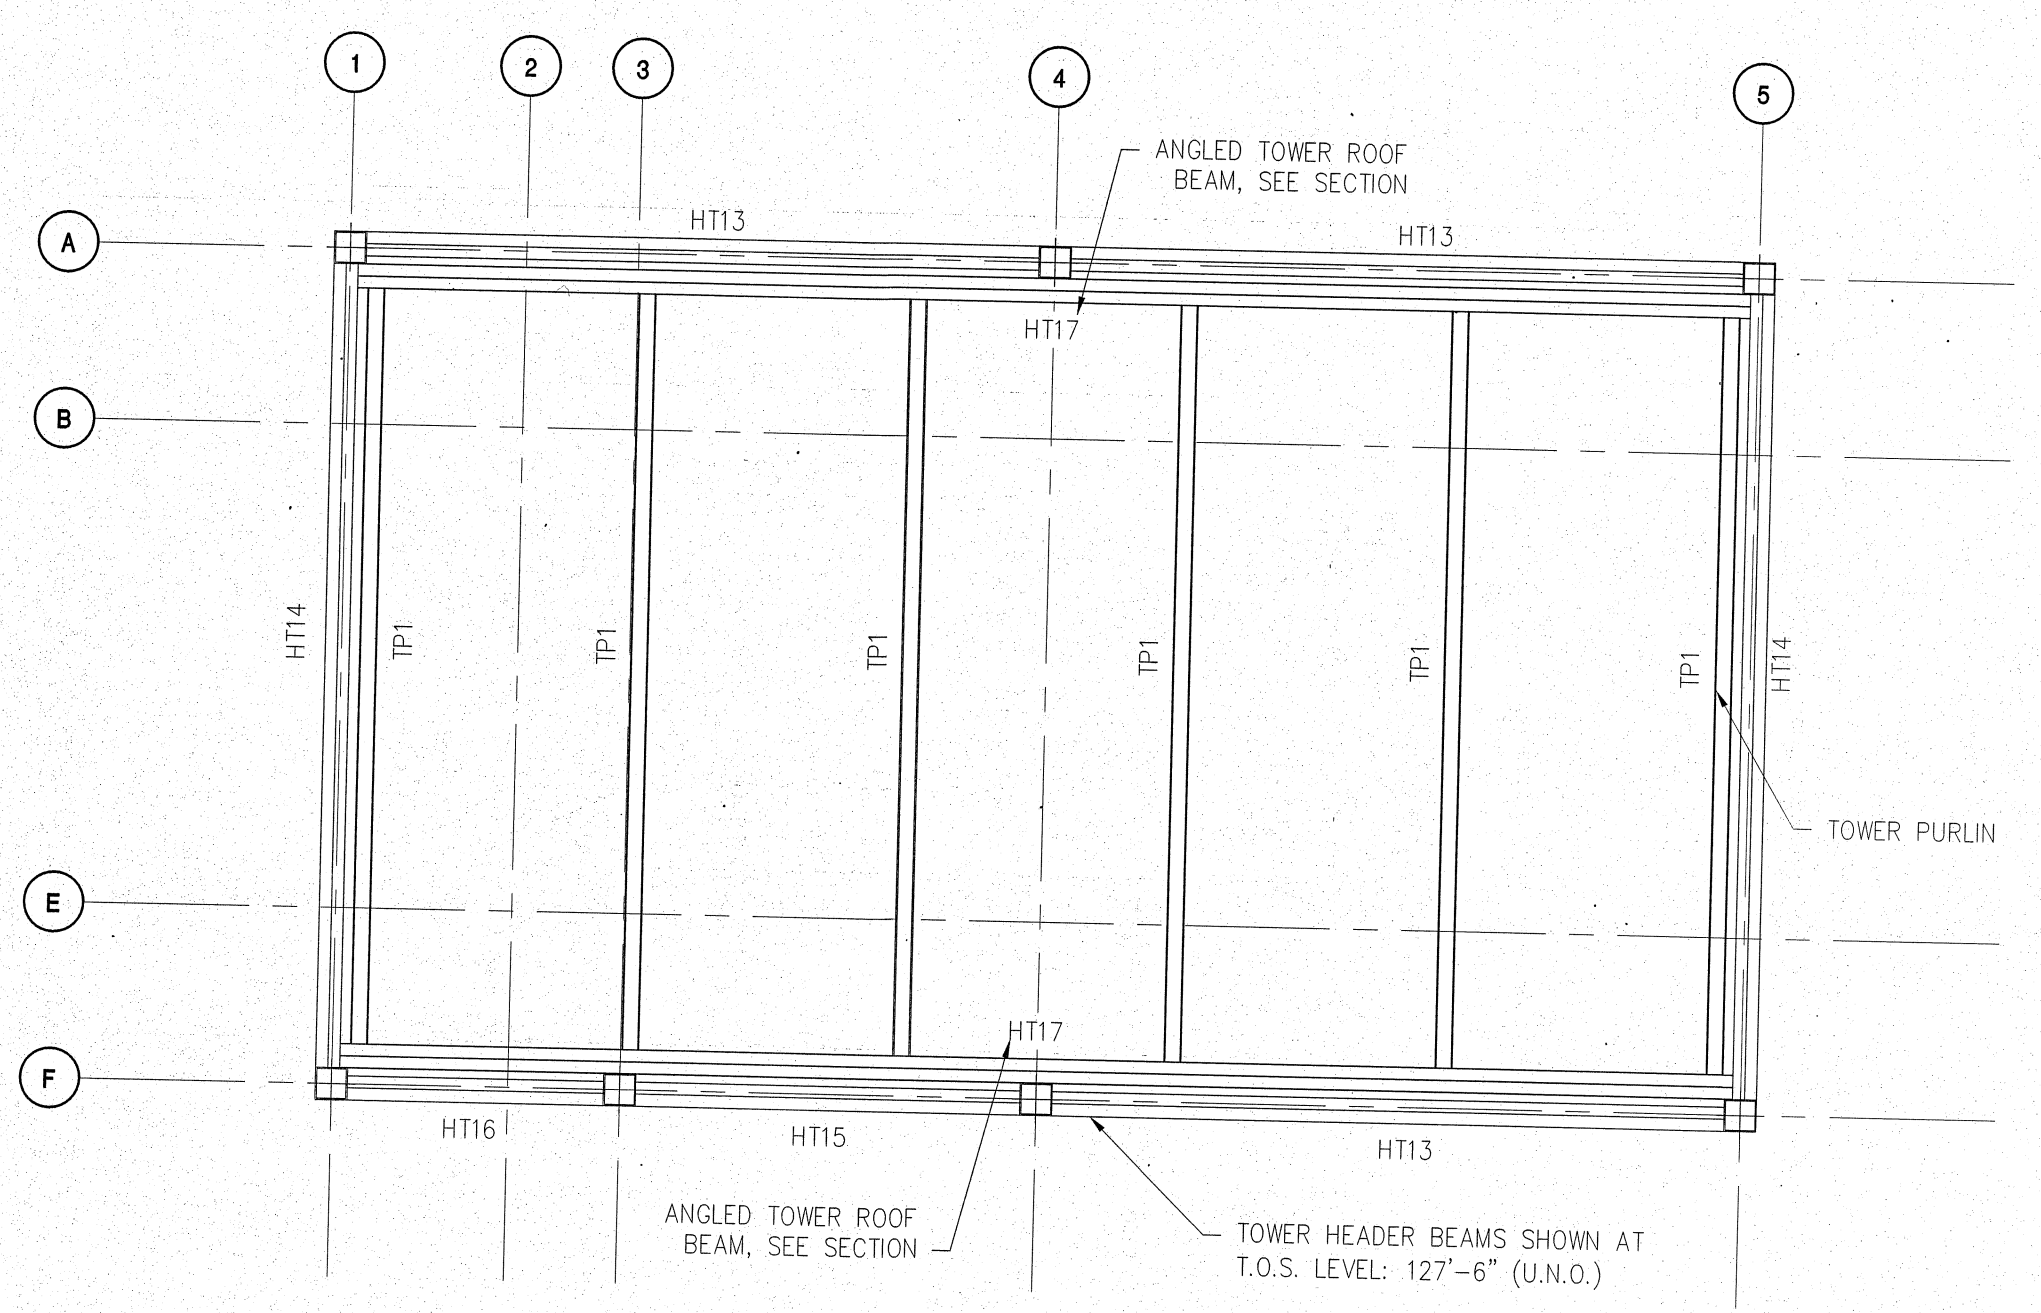 1
2
3
4
5
ANGLED TOWER ROOF
BEAM, SEE SECTION
A
HT13
HT13
HT17
B
HT14
TP1
TP1
TP1
TP1
TP1
TP1
HT14
TOWER PURLIN
E
HT17
F
HT16
HT15
HT13
ANGLED TOWER ROOF
BEAM, SEE SECTION
TOWER HEADER BEAMS SHOWN AT
T.O.S. LEVEL: 127'-6" (U.N.O.)